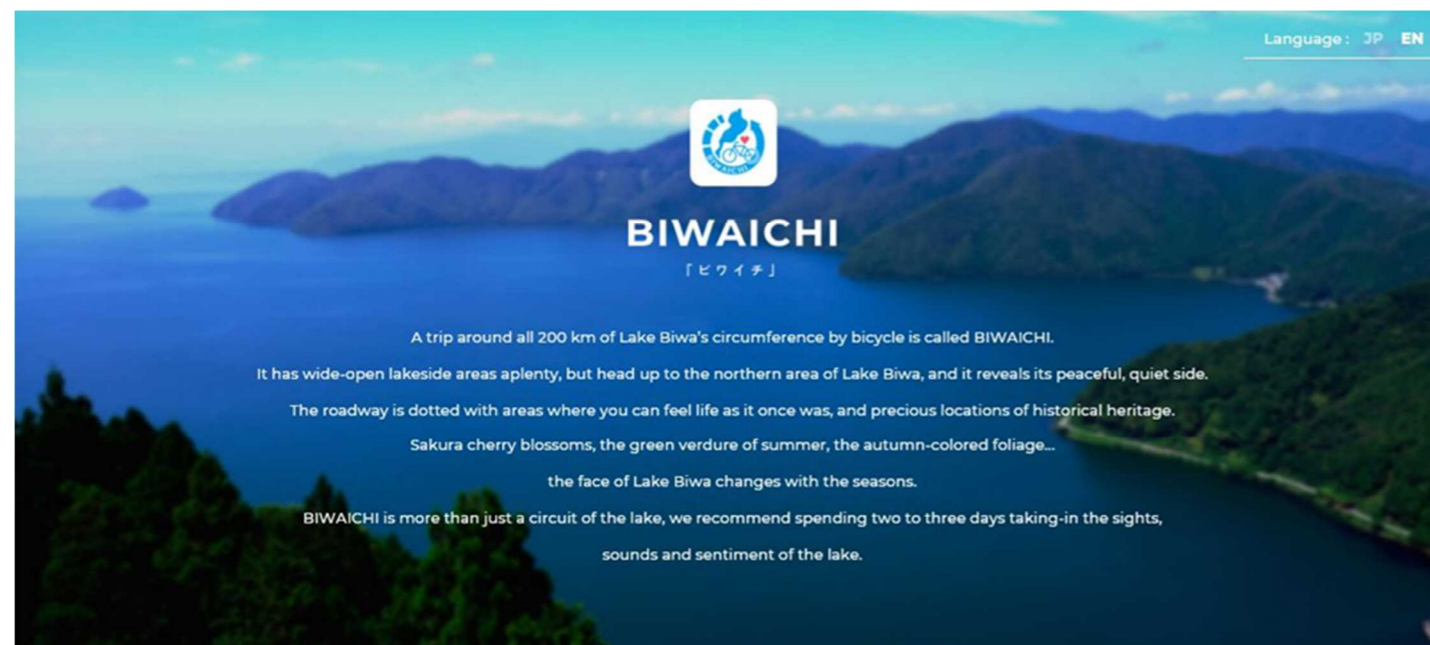 Language : JP EN
BIWAICHI
BIWAICHI
「ビワイチ」
A trip around all 200 km of Lake Biwa's circumference by bicycle is called BIWAICHI.
It has wide-open lakeside areas aplenty, but head up to the northern area of Lake Biwa, and it reveals its peaceful, quiet side.
The roadway is dotted with areas where you can feel life as it once was, and precious locations of historical heritage.
Sakura cherry blossoms, the green verdure of summer, the autumn-colored foliage...
the face of Lake Biwa changes with the seasons.
BIWAICHI is more than just a circuit of the lake, we recommend spending two to three days taking-in the sights,
sounds and sentiment of the lake.